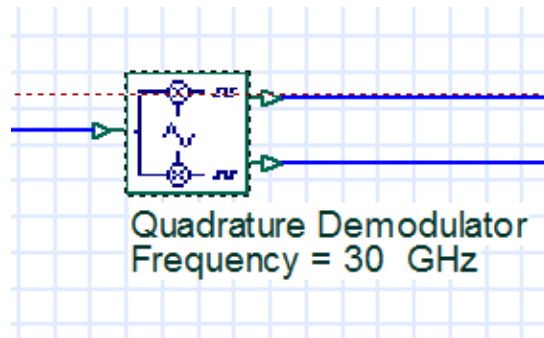 Quadrature Demodulator
Frequency = 30  GHz